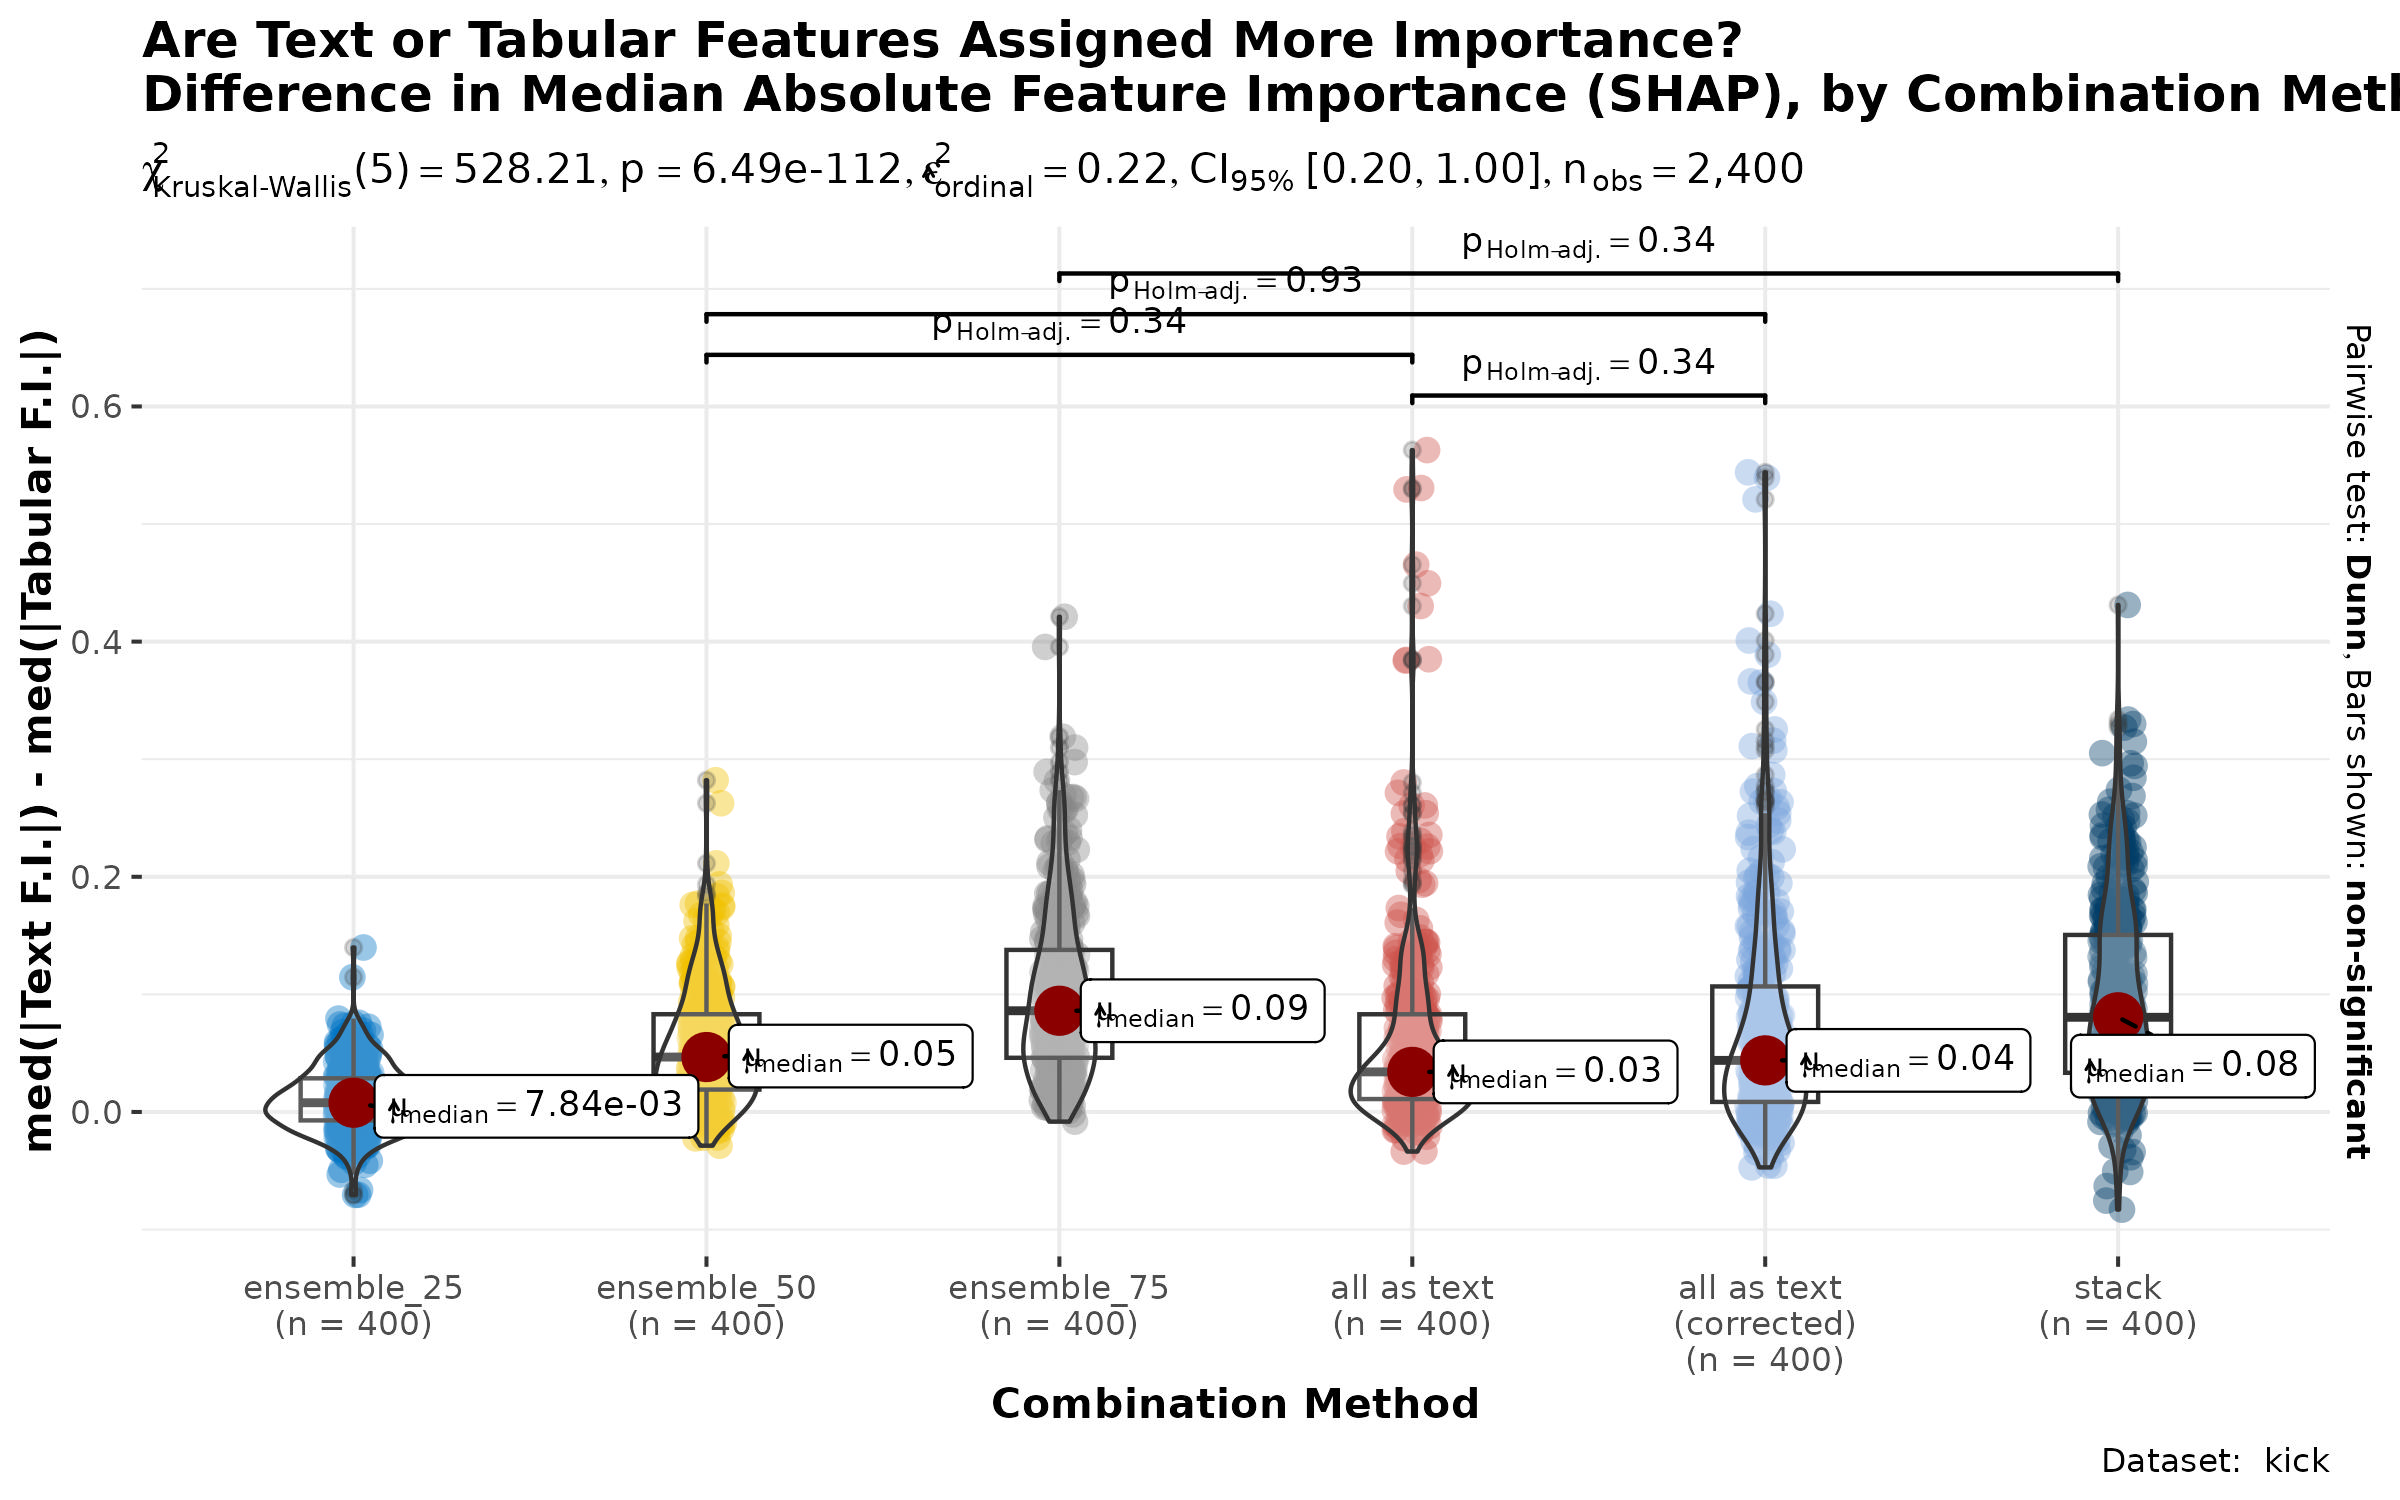 Are Text or Tabular Features Assigned More Importance?
Difference in Median Absolute Feature Importance (SHAP), by Combination Meth
χ²Kruskal-Wallis(5) = 528.21, p = 6.49e-112, ε̂²ordinal = 0.22, CI95% [0.20, 1.00], nobs = 2,400
pHolm-adj. = 0.34
pHolm-adj. = 0.93
pHolm-adj. = 0.34
pHolm-adj. = 0.34
med(|Text F.I.|) - med(|Tabular F.I.|)
0.6
0.4
0.2
0.0
μ̂median = 7.84e-03
μ̂median = 0.05
μ̂median = 0.09
μ̂median = 0.03
μ̂median = 0.04
μ̂median = 0.08
Pairwise test: Dunn, Bars shown: non-significant
ensemble_25
(n = 400)
ensemble_50
(n = 400)
ensemble_75
(n = 400)
all as text
(n = 400)
all as text
(corrected)
(n = 400)
stack
(n = 400)
Combination Method
Dataset: kick